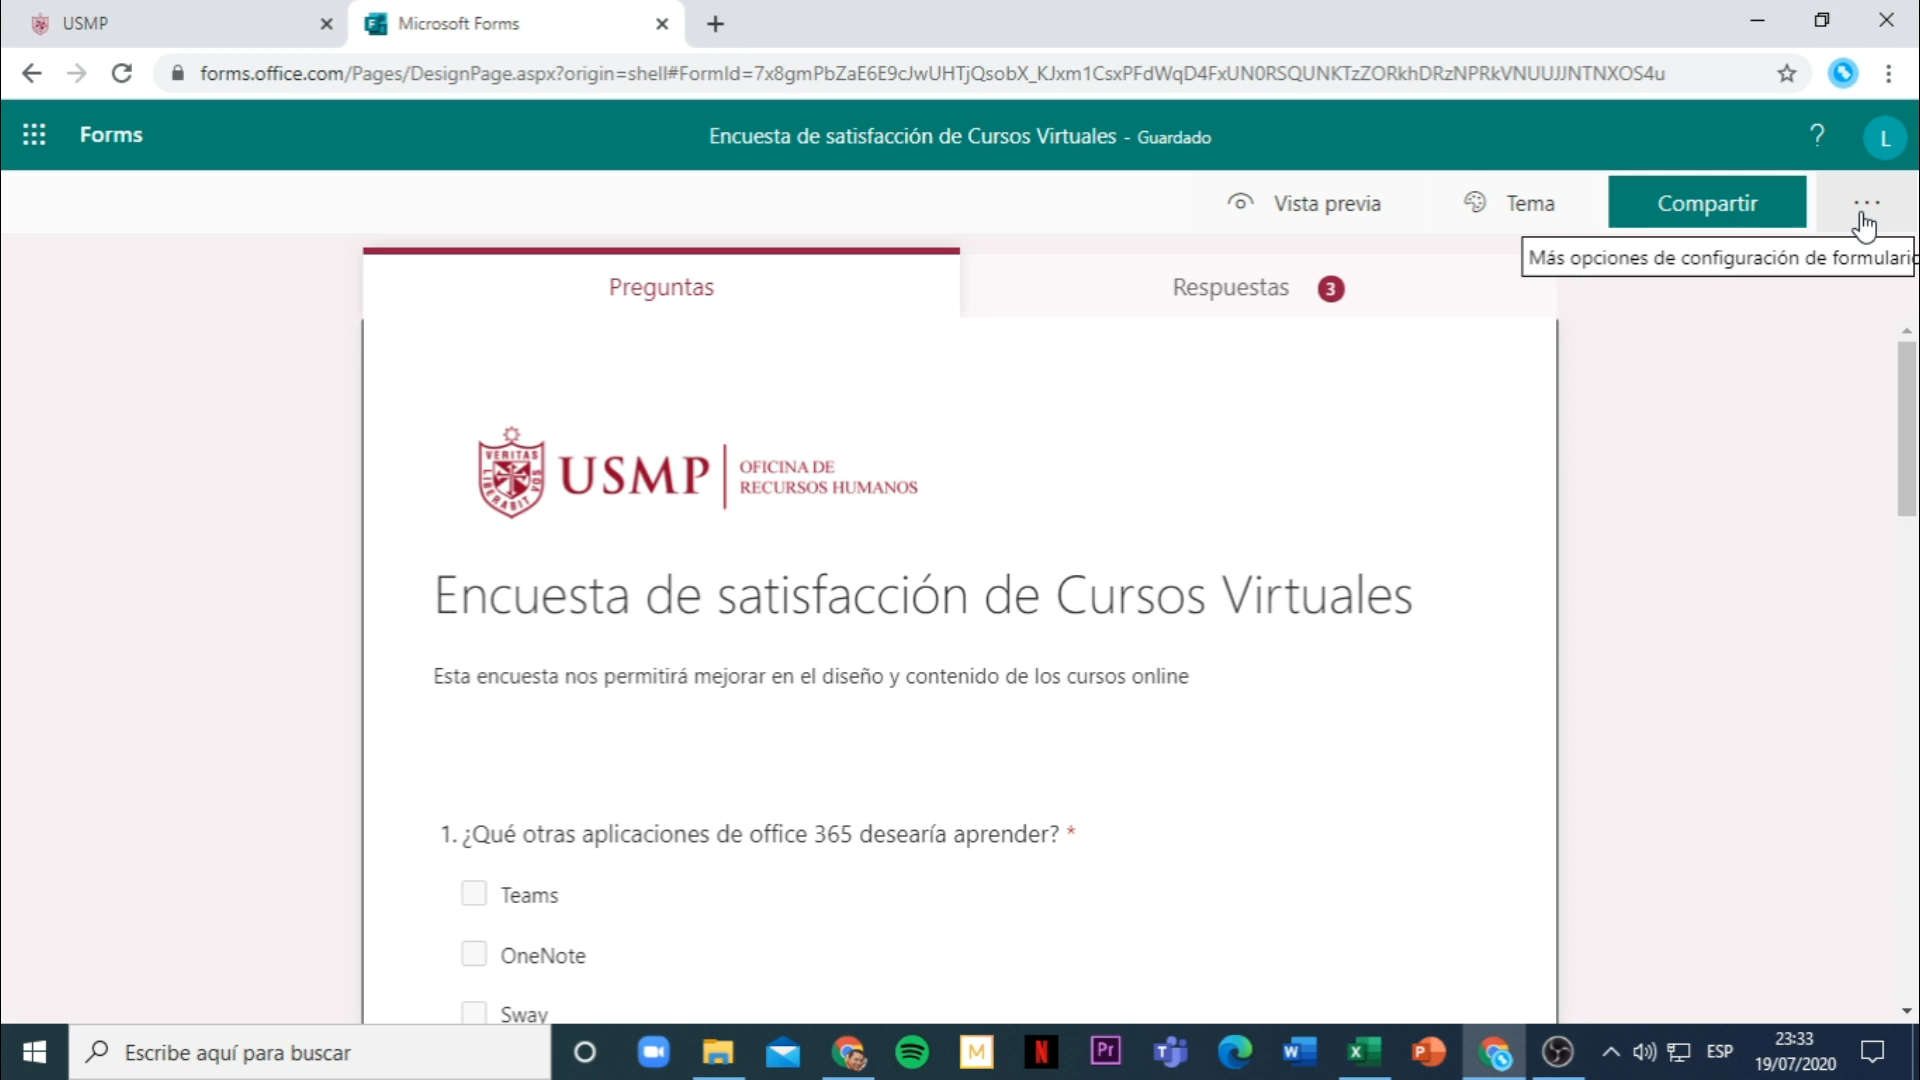 USMP
Microsoft Forms
forms.office.com/Pages/DesignPage.aspx?origin=shell#FormId=7x8gmPbZaE6E9cJwUHTjQsobX_KJxm1CsxPFdWqD4FxUN0RSQUNKTzZORkhDRzNPRkVNUUJJNTNXOS4u
Forms
Encuesta de satisfacción de Cursos Virtuales - Guardado
?
L
Vista previa
Tema
Compartir
...
Más opciones de configuración de formulario
Preguntas
Respuestas 3
VERITAS
LIBERABIT VOS
USMP
OFICINA DE
RECURSOS HUMANOS
Encuesta de satisfacción de Cursos Virtuales
Esta encuesta nos permitirá mejorar en el diseño y contenido de los cursos online
1. ¿Qué otras aplicaciones de office 365 desearía aprender? *
Teams
OneNote
Sway
Escribe aquí para buscar
M
N
Pr
ESP
23:33
19/07/2020